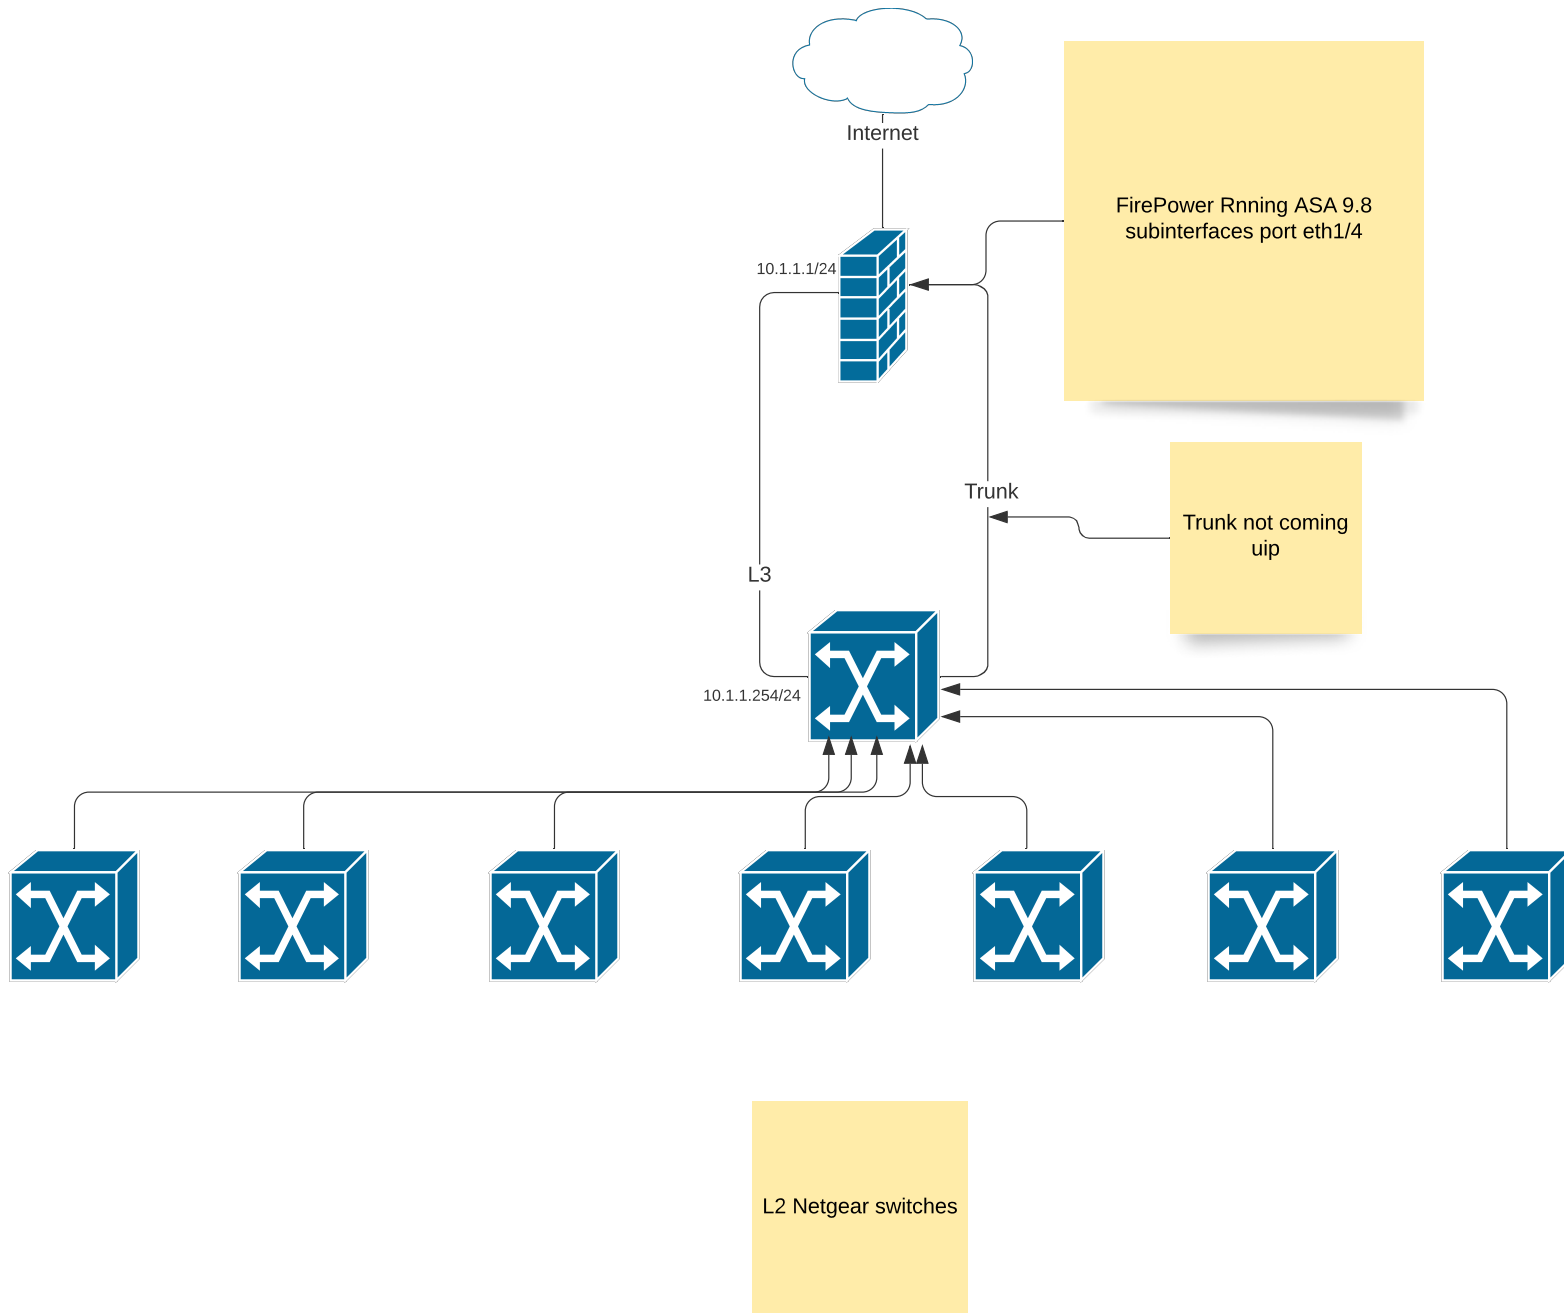 Internet
FirePower Rnning ASA 9.8
subinterfaces port eth1/4
10.1.1.1/24
Trunk
Trunk not coming
uip
L3
10.1.1.254/24
L2 Netgear switches